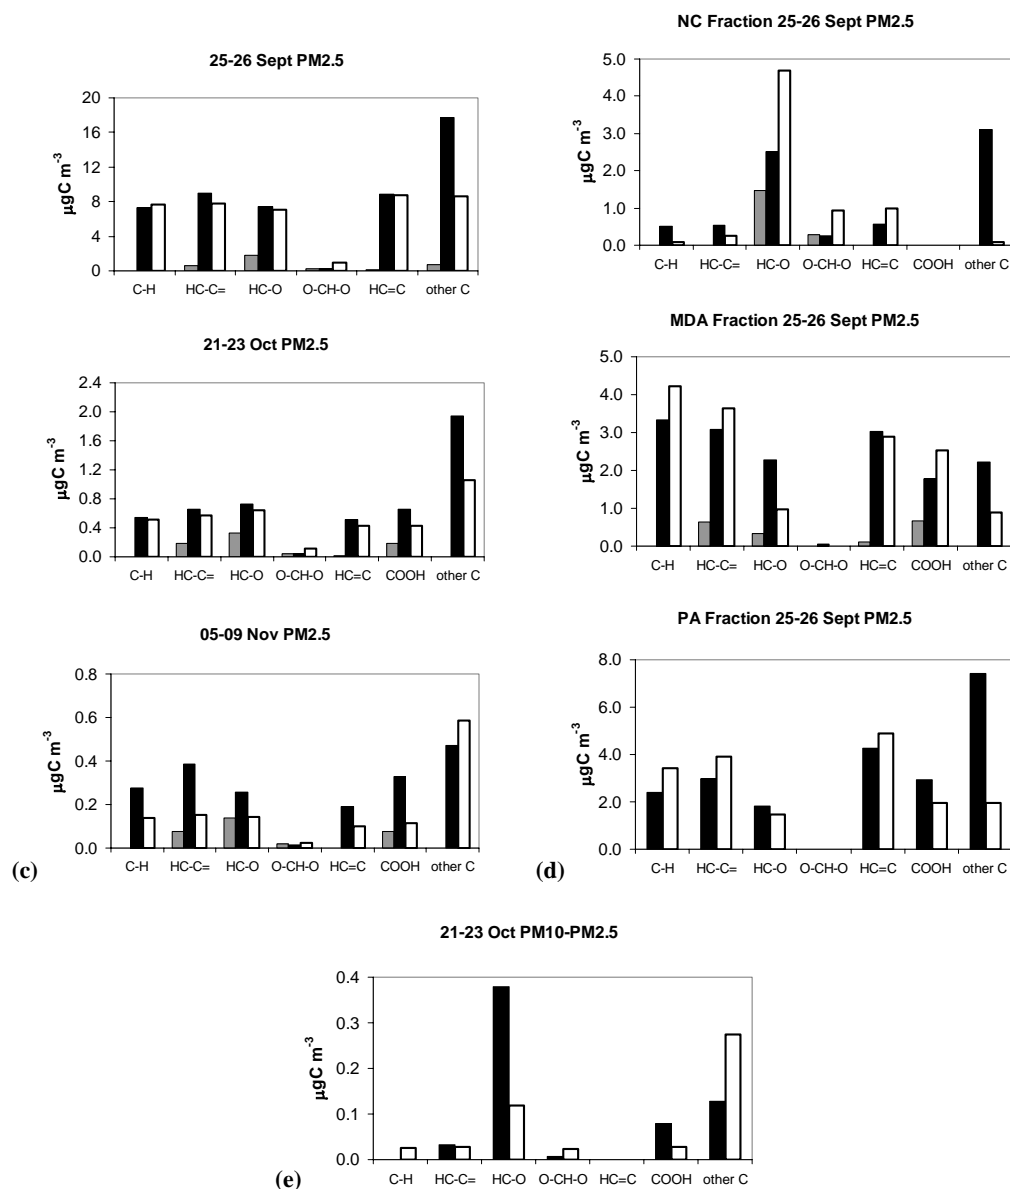 25-26 Sept PM2.5
µgC m-3
20
16
12
8
4
0
C-H HC-C= HC-O O-CH-O HC=C other C
21-23 Oct PM2.5
µgC m-3
2.4
2.0
1.6
1.2
0.8
0.4
0.0
C-H HC-C= HC-O O-CH-O HC=C COOH other C
05-09 Nov PM2.5
µgC m-3
0.8
0.6
0.4
0.2
0.0
C-H HC-C= HC-O O-CH-O HC=C COOH other C
(c)
NC Fraction 25-26 Sept PM2.5
µgC m-3
5.0
4.0
3.0
2.0
1.0
0.0
C-H HC-C= HC-O O-CH-O HC=C COOH other C
MDA Fraction 25-26 Sept PM2.5
µgC m-3
5.0
4.0
3.0
2.0
1.0
0.0
C-H HC-C= HC-O O-CH-O HC=C COOH other C
PA Fraction 25-26 Sept PM2.5
µgC m-3
8.0
6.0
4.0
2.0
0.0
C-H HC-C= HC-O O-CH-O HC=C COOH other C
(d)
21-23 Oct PM10-PM2.5
µgC m-3
0.4
0.3
0.2
0.1
0.0
C-H HC-C= HC-O O-CH-O HC=C COOH other C
(e)